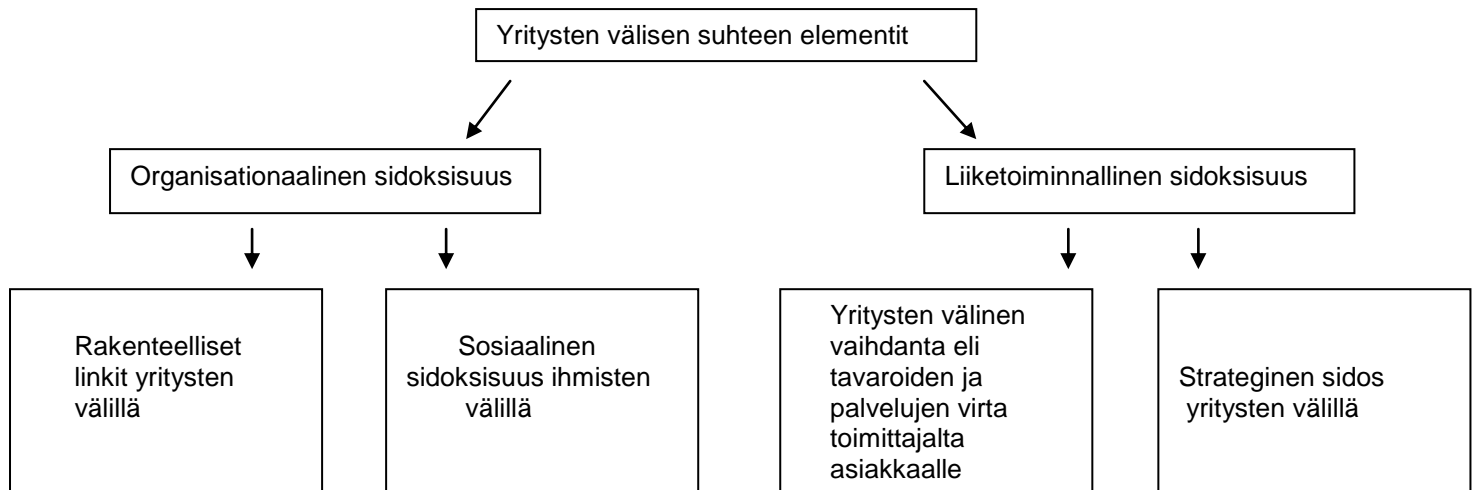 Yritysten välisen suhteen elementit
Organisationaalinen sidoksisuus
Liiketoiminnallinen sidoksisuus
Rakenteelliset
linkit yritysten
välillä
Sosiaalinen
sidoksisuus ihmisten
välillä
Yritysten välinen
vaihdanta eli
tavaroiden ja
palvelujen virta
toimittajalta
asiakkaalle
Strateginen sidos
yritysten välillä